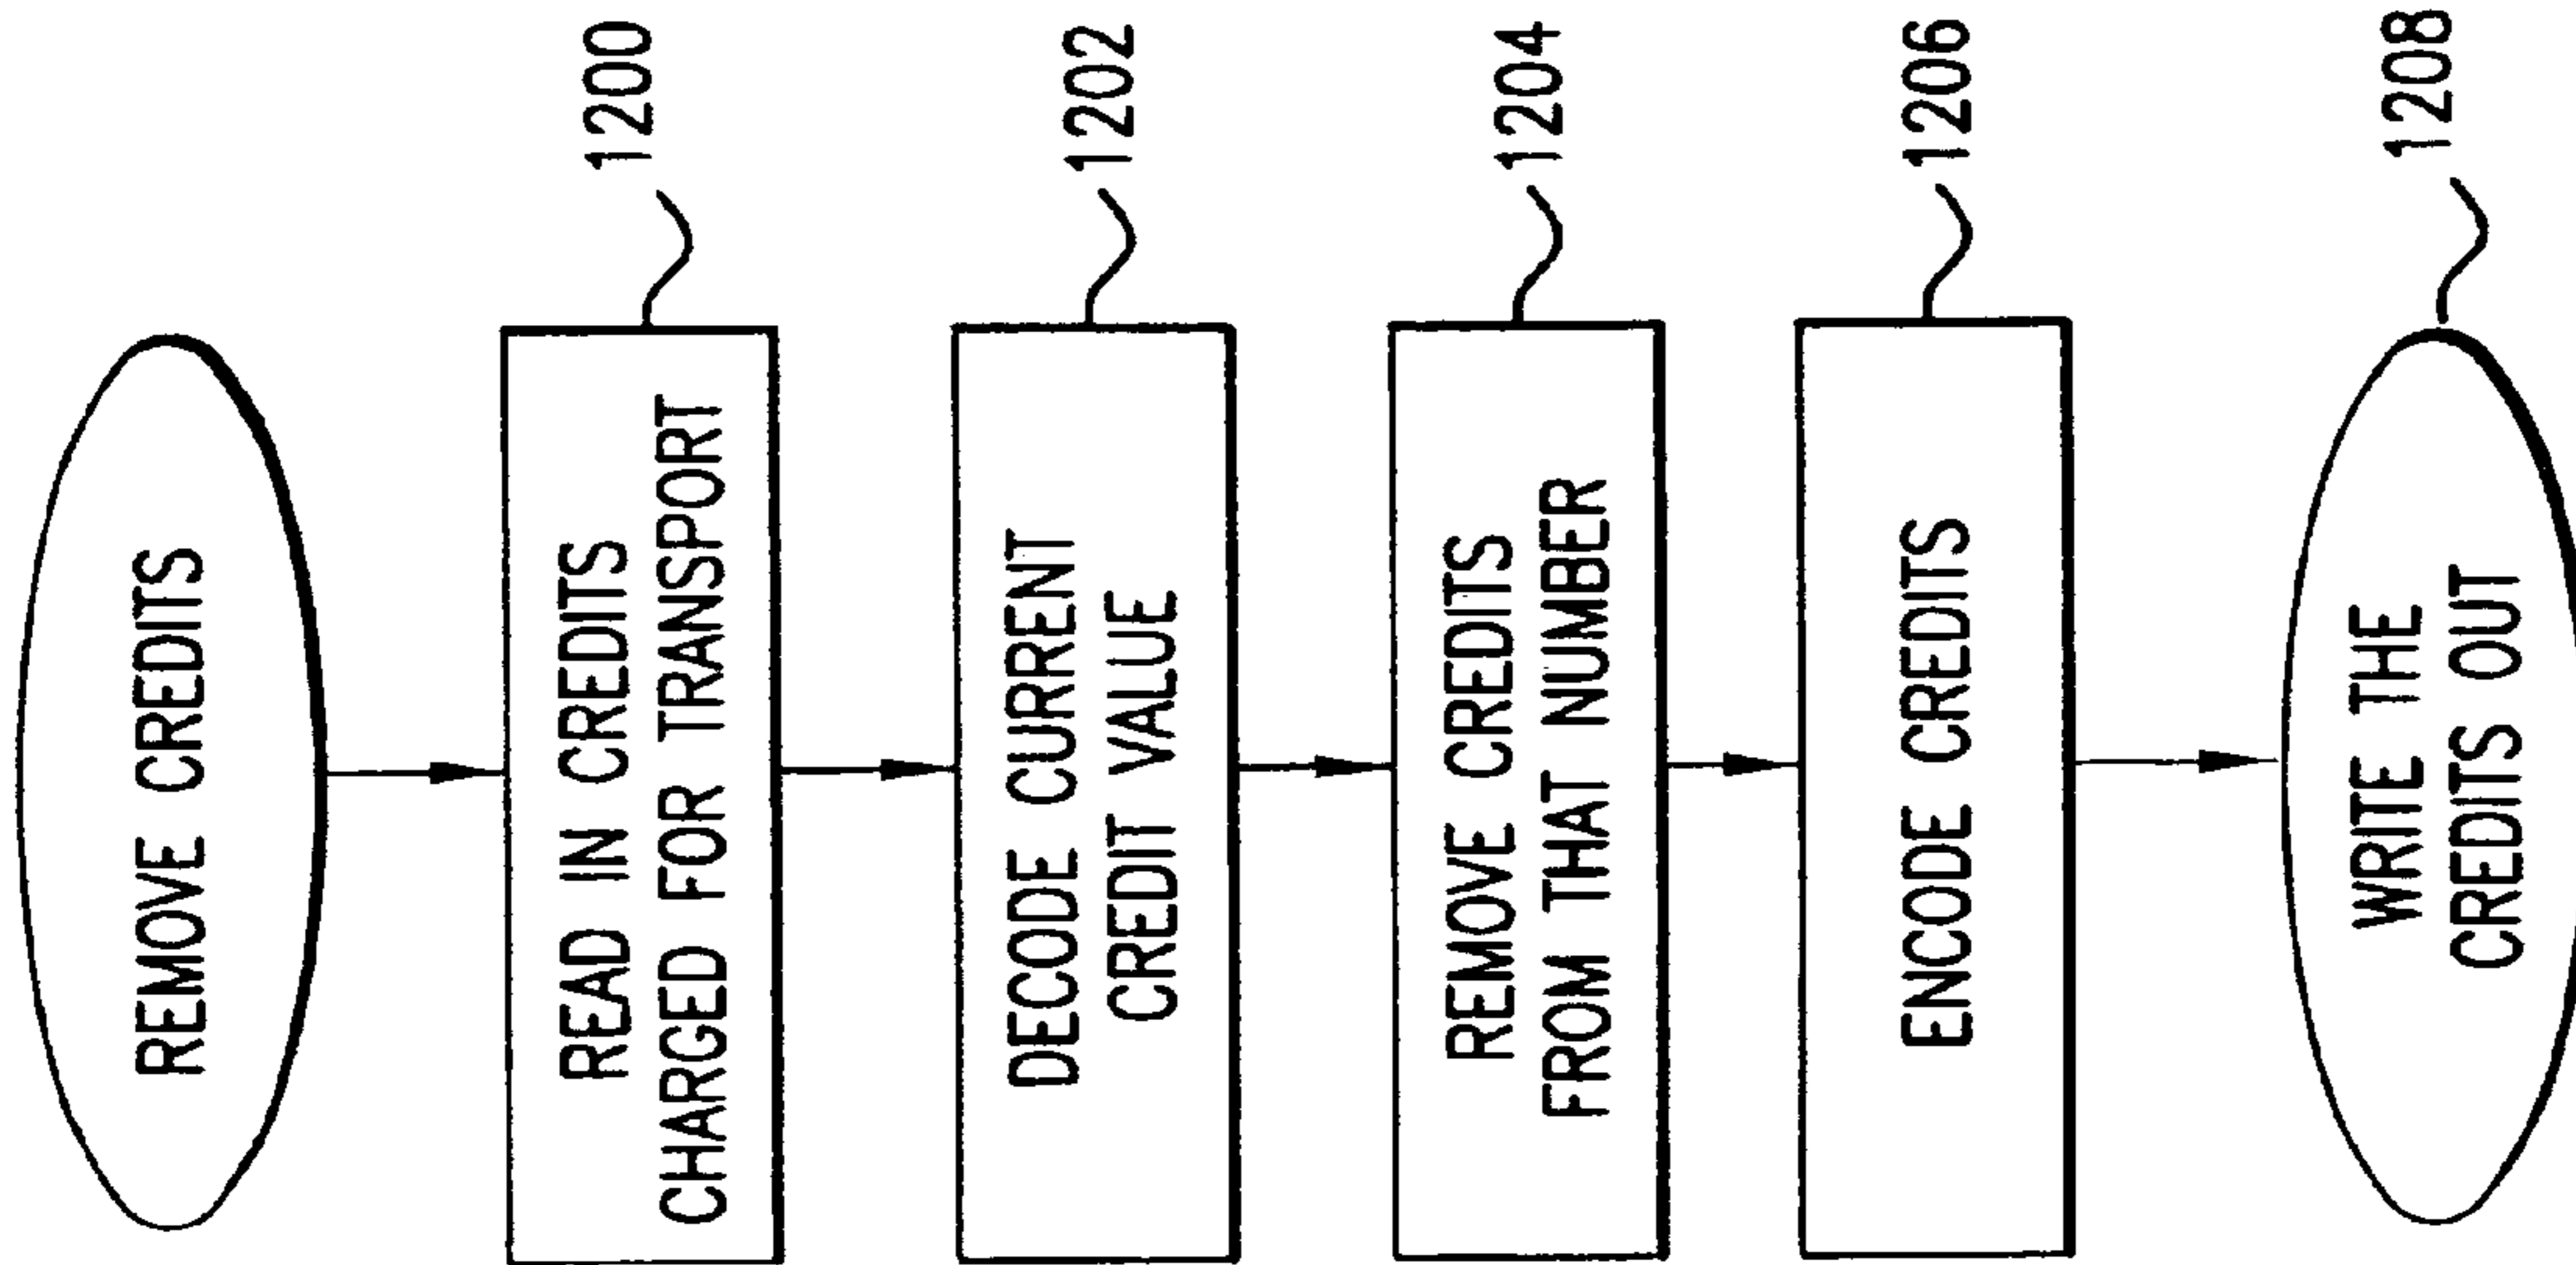 REMOVE CREDITS
READ IN CREDITS
CHARGED FOR TRANSPORT
1200
DECODE CURRENT
CREDIT VALUE
1202
REMOVE CREDITS
FROM THAT NUMBER
1204
ENCODE CREDITS
1206
WRITE THE
CREDITS OUT
1208